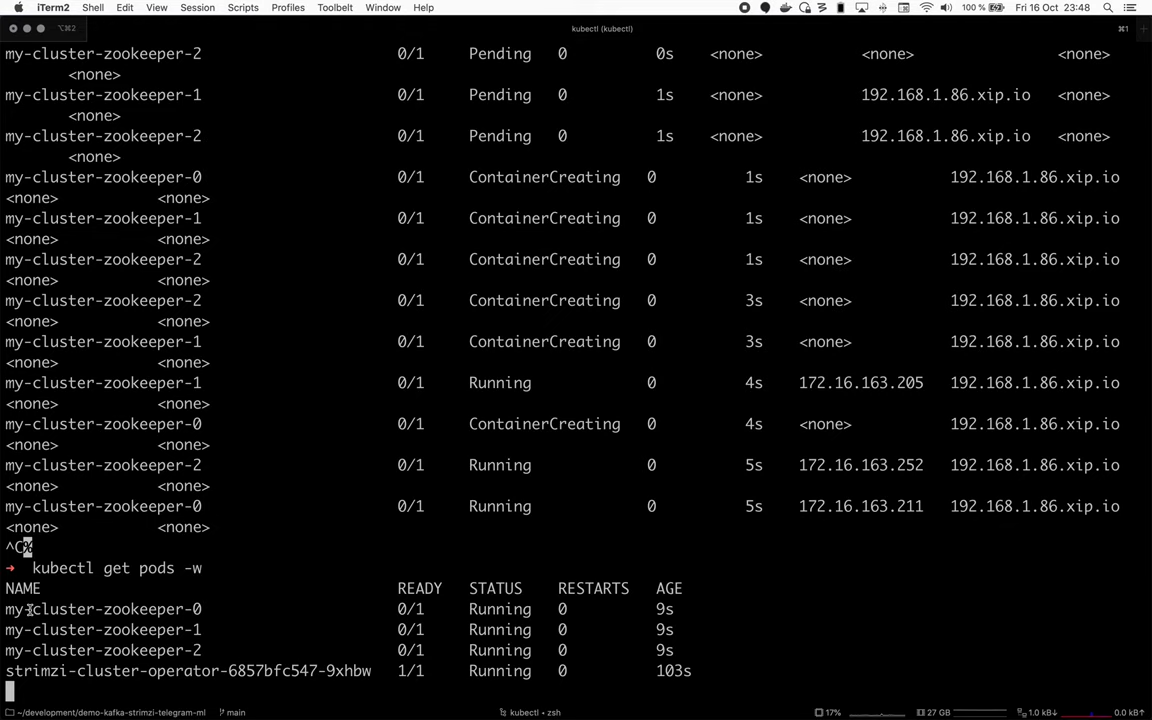 iTerm2 Shell Edit View Session Scripts Profiles Toolbelt Window Help 100 % Fri 16 Oct 23:48
⌥⌘2 kubectl (kubectl) ⌘1
my-cluster-zookeeper-2 0/1 Pending 0 0s <none> <none> <none>
<none>
my-cluster-zookeeper-1 0/1 Pending 0 1s <none> 192.168.1.86.xip.io <none>
<none>
my-cluster-zookeeper-2 0/1 Pending 0 1s <none> 192.168.1.86.xip.io <none>
<none>
my-cluster-zookeeper-0 0/1 ContainerCreating 0 1s <none> 192.168.1.86.xip.io
<none> <none>
my-cluster-zookeeper-1 0/1 ContainerCreating 0 1s <none> 192.168.1.86.xip.io
<none> <none>
my-cluster-zookeeper-2 0/1 ContainerCreating 0 1s <none> 192.168.1.86.xip.io
<none> <none>
my-cluster-zookeeper-2 0/1 ContainerCreating 0 3s <none> 192.168.1.86.xip.io
<none> <none>
my-cluster-zookeeper-1 0/1 ContainerCreating 0 3s <none> 192.168.1.86.xip.io
<none> <none>
my-cluster-zookeeper-1 0/1 Running 0 4s 172.16.163.205 192.168.1.86.xip.io
<none> <none>
my-cluster-zookeeper-0 0/1 ContainerCreating 0 4s <none> 192.168.1.86.xip.io
<none> <none>
my-cluster-zookeeper-2 0/1 Running 0 5s 172.16.163.252 192.168.1.86.xip.io
<none> <none>
my-cluster-zookeeper-0 0/1 Running 0 5s 172.16.163.211 192.168.1.86.xip.io
<none> <none>
^C%
➜ kubectl get pods -w
NAME READY STATUS RESTARTS AGE
my-cluster-zookeeper-0 0/1 Running 0 9s
my-cluster-zookeeper-1 0/1 Running 0 9s
my-cluster-zookeeper-2 0/1 Running 0 9s
strimzi-cluster-operator-6857bfc547-9xhbw 1/1 Running 0 103s
~/development/demo-kafka-strimzi-telegram-ml main kubectl • zsh 17% 27 GB 1.0 kB↓ 0.0 kB↑